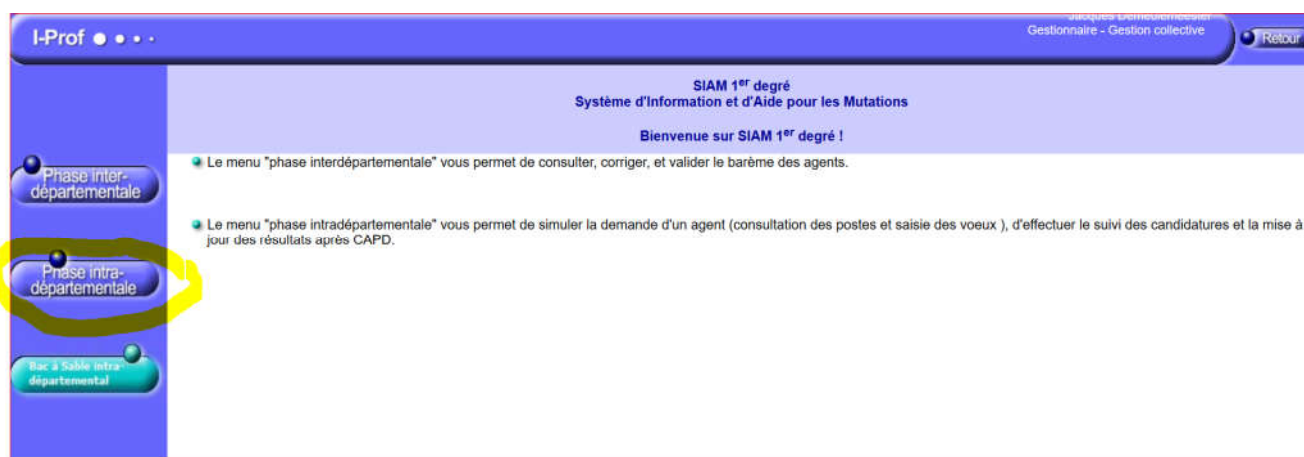 Jacques Demeulemeester
I-Prof
Gestionnaire - Gestion collective
Retour
SIAM 1er degré
Système d'Information et d'Aide pour les Mutations
Bienvenue sur SIAM 1er degré !
Phase inter-
départementale
Le menu "phase interdépartementale" vous permet de consulter, corriger, et valider le barème des agents.
Le menu "phase intradépartementale" vous permet de simuler la demande d'un agent (consultation des postes et saisie des voeux ), d'effectuer le suivi des candidatures et la mise à
jour des résultats après CAPD.
Phase intra-
départementale
Bac à Sable intra-
départemental